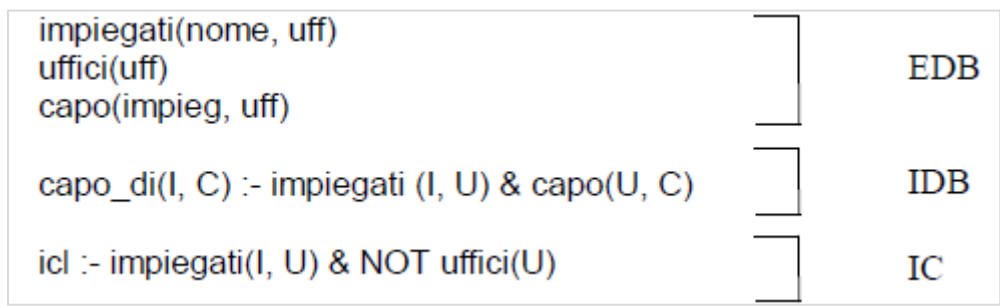 impiegati(nome, uff)
uffici(uff)
capo(impieg, uff)
EDB
capo_di(I, C) :- impiegati (I, U) & capo(U, C)
IDB
icl :- impiegati(I, U) & NOT uffici(U)
IC